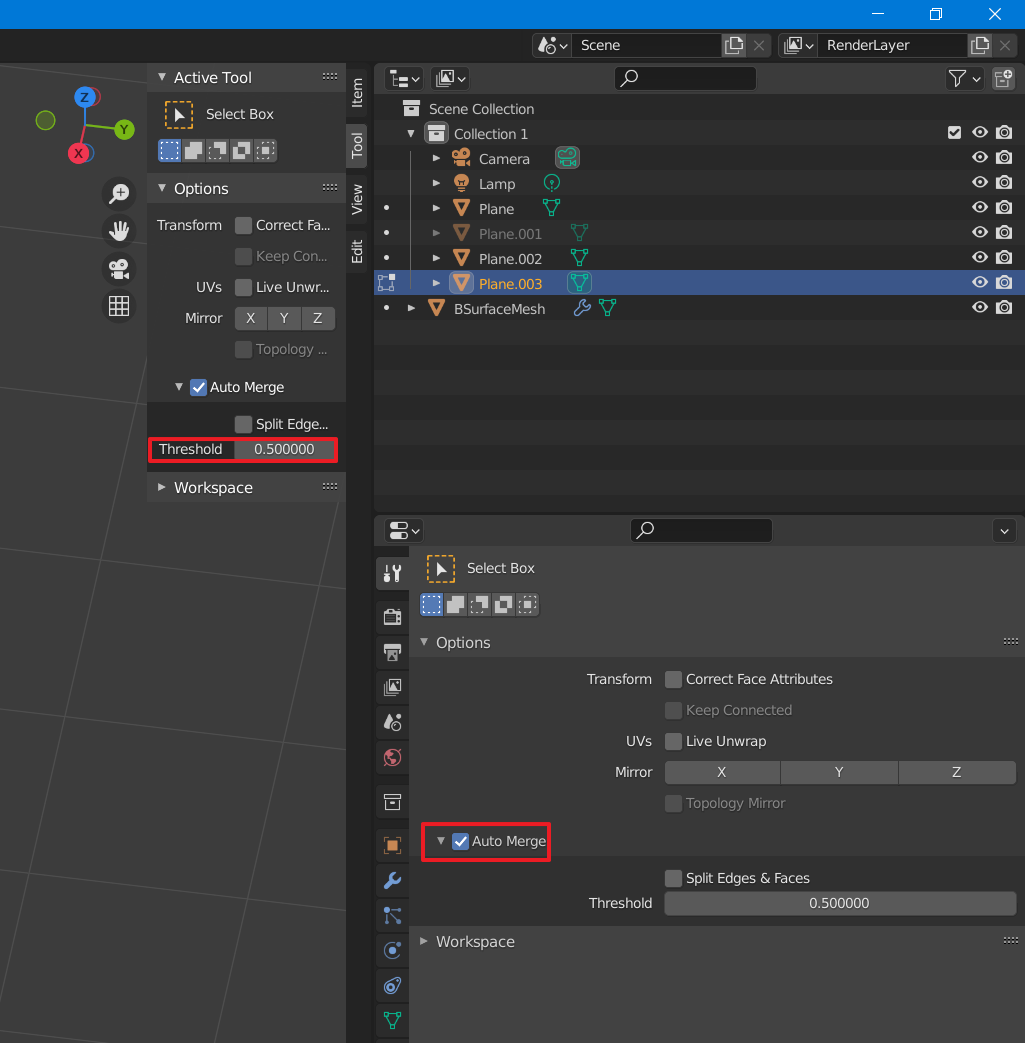 Scene
RenderLayer
Active Tool
Select Box
Options
Transform
Correct Fa...
Keep Con...
UVs
Live Unwr...
Mirror
X
Y
Z
Topology ...
Auto Merge
Split Edge...
Threshold
0.500000
Workspace
Z
Y
X
Item
Tool
View
Edit
Scene Collection
Collection 1
Camera
Lamp
Plane
Plane.001
Plane.002
Plane.003
BSurfaceMesh
Select Box
Options
Transform
Correct Face Attributes
Keep Connected
UVs
Live Unwrap
Mirror
X
Y
Z
Topology Mirror
Auto Merge
Split Edges & Faces
Threshold
0.500000
Workspace